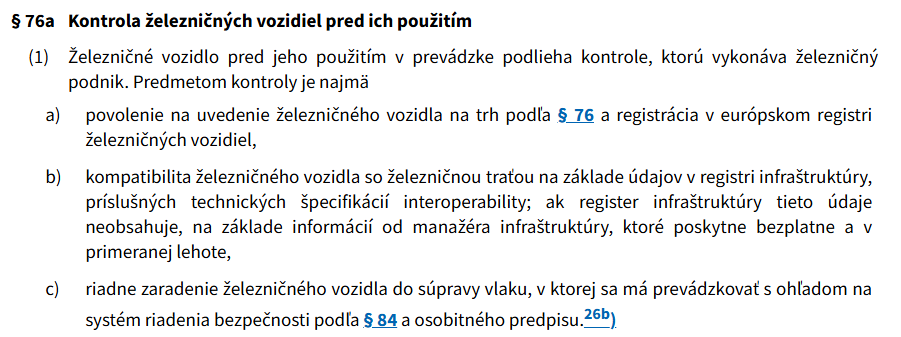 § 76a Kontrola železničných vozidiel pred ich použitím
(1) Železničné vozidlo pred jeho použitím v prevádzke podlieha kontrole, ktorú vykonáva železničný
podnik. Predmetom kontroly je najmä
a) povolenie na uvedenie železničného vozidla na trh podľa § 76 a registrácia v európskom registri
železničných vozidiel,
b) kompatibilita železničného vozidla so železničnou traťou na základe údajov v registri infraštruktúry,
príslušných technických špecifikácií interoperability; ak register infraštruktúry tieto údaje
neobsahuje, na základe informácií od manažéra infraštruktúry, ktoré poskytne bezplatne a v
primeranej lehote,
c) riadne zaradenie železničného vozidla do súpravy vlaku, v ktorej sa má prevádzkovať s ohľadom na
systém riadenia bezpečnosti podľa § 84 a osobitného predpisu.26b)